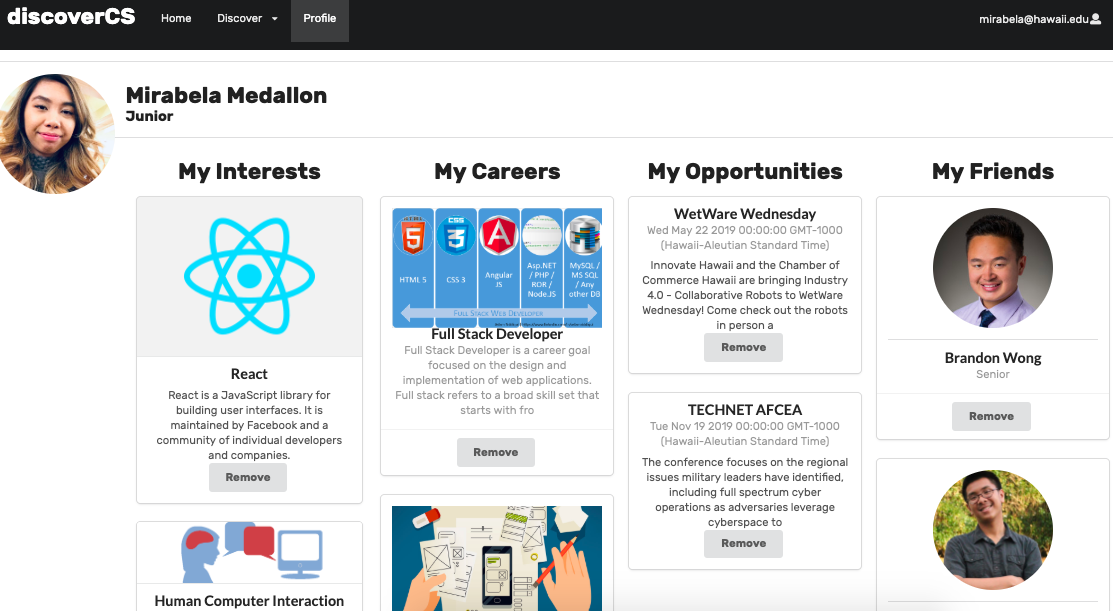 discoverCS
Home
Discover
Profile
mirabela@hawaii.edu
Mirabela Medallon
Junior
My Interests
React
React is a JavaScript library for
building user interfaces. It is
maintained by Facebook and a
community of individual developers
and companies.
Remove
Human Computer Interaction
My Careers
HTML 5
CSS 3
Angular
JS
Asp.NET
/ PHP /
ROR /
Node.JS
MySQL /
MS SQL
/ Any
other DB
Full Stack Web Developer
Full Stack Developer
Full Stack Developer is a career goal
focused on the design and
implementation of web applications.
Full stack refers to a broad skill set that
starts with fro
Remove
My Opportunities
WetWare Wednesday
Wed May 22 2019 00:00:00 GMT-1000
(Hawaii-Aleutian Standard Time)
Innovate Hawaii and the Chamber of
Commerce Hawaii are bringing Industry
4.0 - Collaborative Robots to WetWare
Wednesday! Come check out the robots
in person a
Remove
TECHNET AFCEA
Tue Nov 19 2019 00:00:00 GMT-1000
(Hawaii-Aleutian Standard Time)
The conference focuses on the regional
issues military leaders have identified,
including full spectrum cyber
operations as adversaries leverage
cyberspace to
Remove
My Friends
Brandon Wong
Senior
Remove